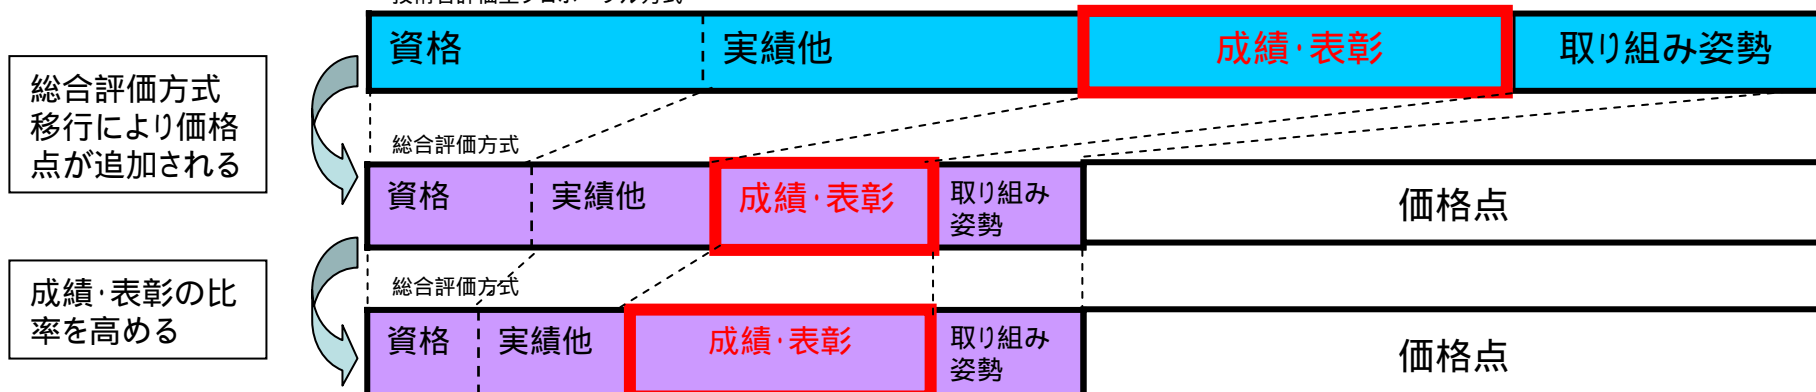 資格
実績他
成績・表彰
取り組み姿勢
総合評価方式
移行により価格
点が追加される
総合評価方式
資格
実績他
成績・表彰
取り組み
姿勢
価格点
成績・表彰の比
率を高める
総合評価方式
資格
実績他
成績・表彰
取り組み
姿勢
価格点